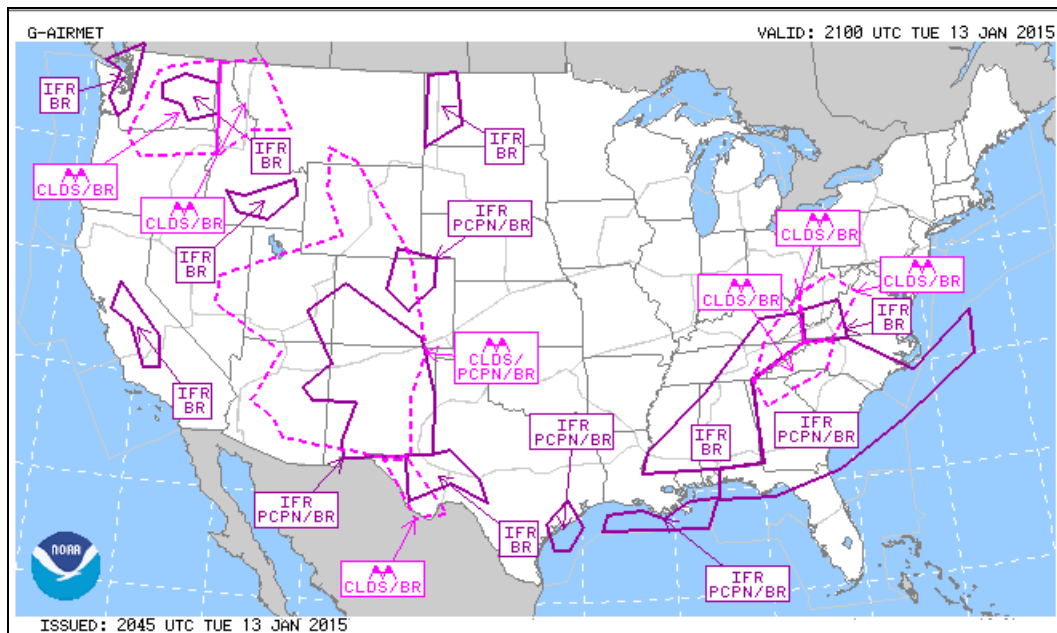 G-AIRMET
VALID: 2100 UTC TUE 13 JAN 2015
IFR
BR
IFR
BR
IFR
BR
CLDS/BR
CLDS/BR
IFR
PCPN/BR
IFR
BR
CLDS/BR
CLDS/BR
CLDS/BR
IFR
BR
CLDS/
PCPN/BR
IFR
BR
IFR
PCPN/BR
IFR
BR
IFR
PCPN/BR
IFR
PCPN/BR
IFR
BR
CLDS/BR
IFR
PCPN/BR
NOAA
ISSUED: 2045 UTC TUE 13 JAN 2015